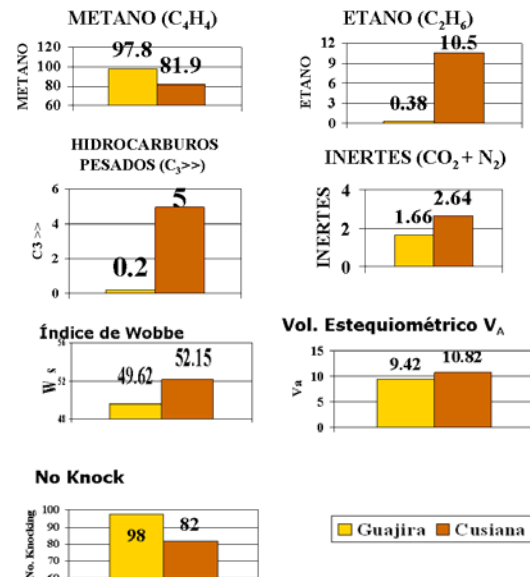 METANO (C₄H₄)
METANO
120
100
80
60
97.8
81.9
ETANO (C₂H₆)
ETANO
12
9
6
3
0
0.38
10.5
HIDROCARBUROS
PESADOS (C₃>>)
C3 >>
6
4
2
0
0.2
5
INERTES (CO₂ + N₂)
INERTES
4
2
0
1.66
2.64
Índice de Wobbe
W s
56
52
48
49.62
52.15
Vol. Estequiométrico V_A
Va
15
10
5
0
9.42
10.82
No Knock
No. Knocking
100
90
80
70
60
98
82
Guajira Cusiana